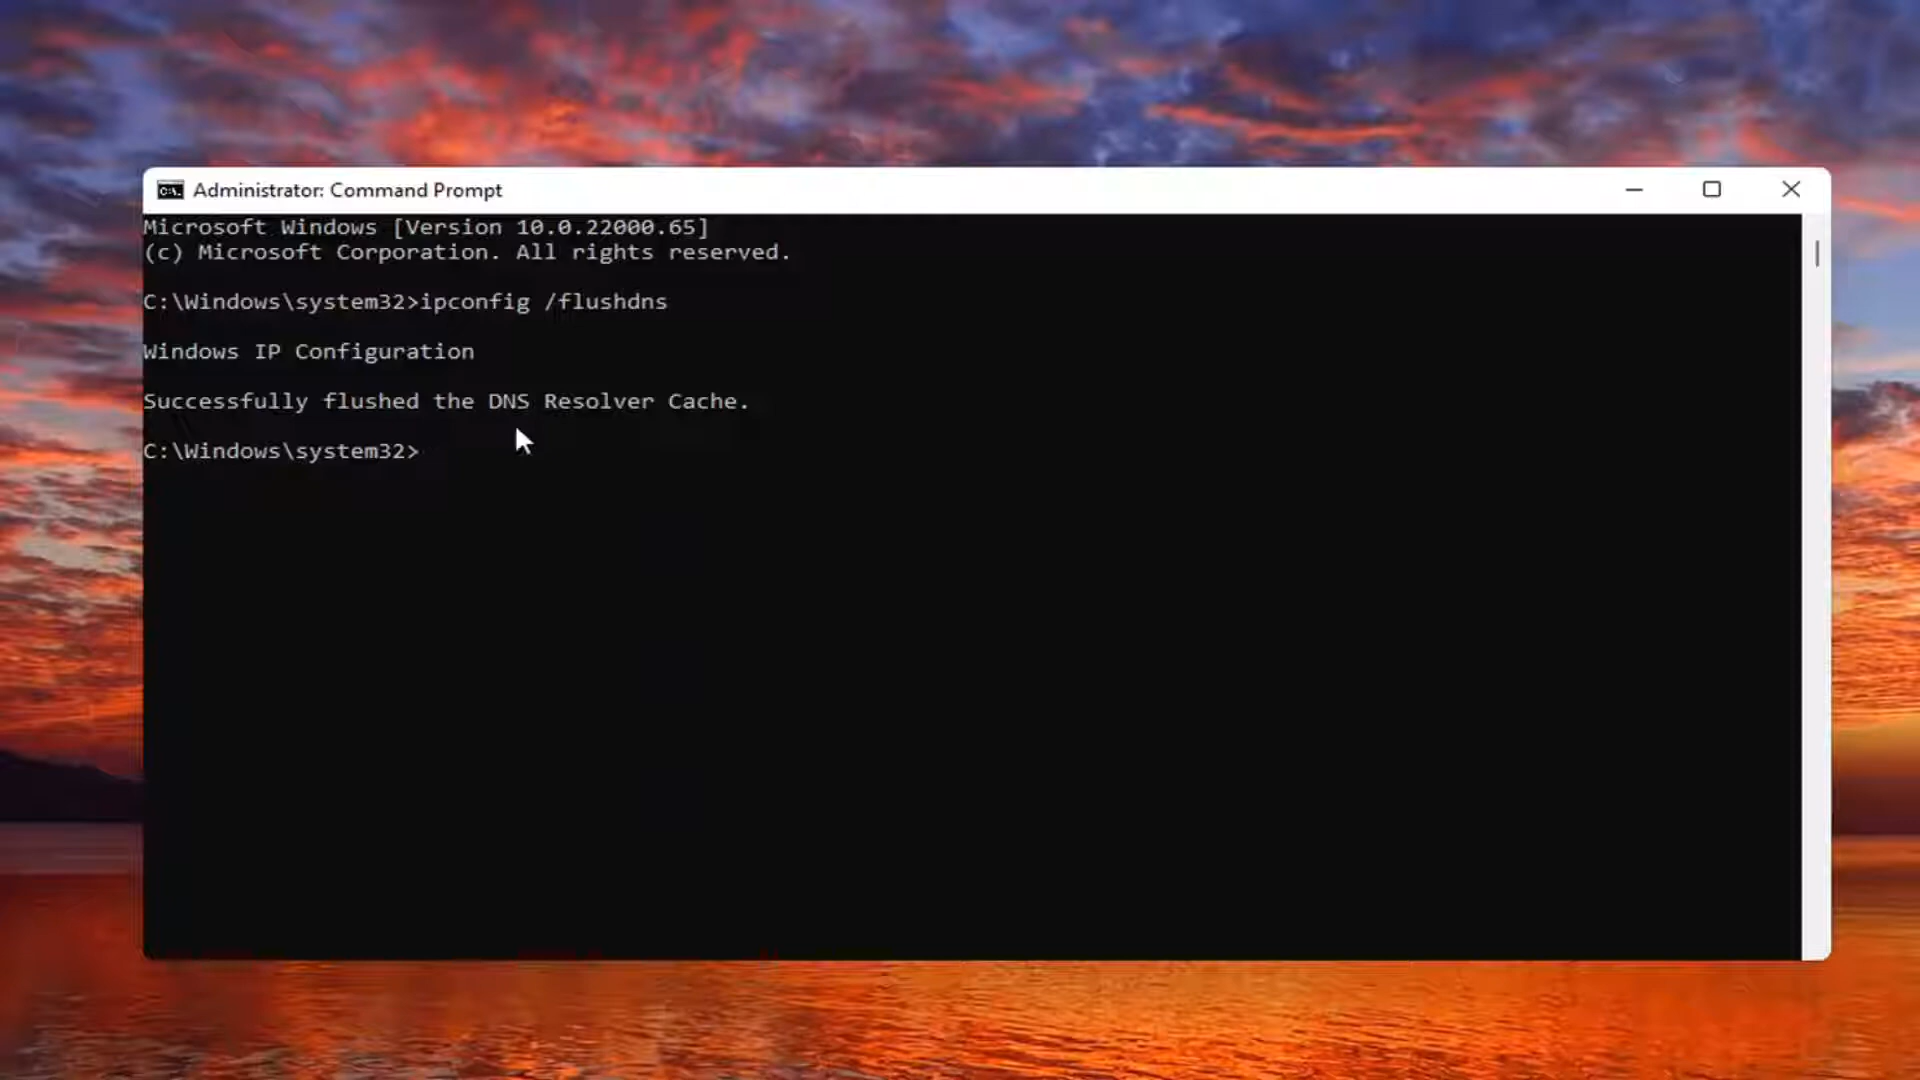 Administrator: Command Prompt
Microsoft Windows [Version 10.0.22000.65]
(c) Microsoft Corporation. All rights reserved.
C:\Windows\system32>ipconfig /flushdns
Windows IP Configuration
Successfully flushed the DNS Resolver Cache.
C:\Windows\system32>